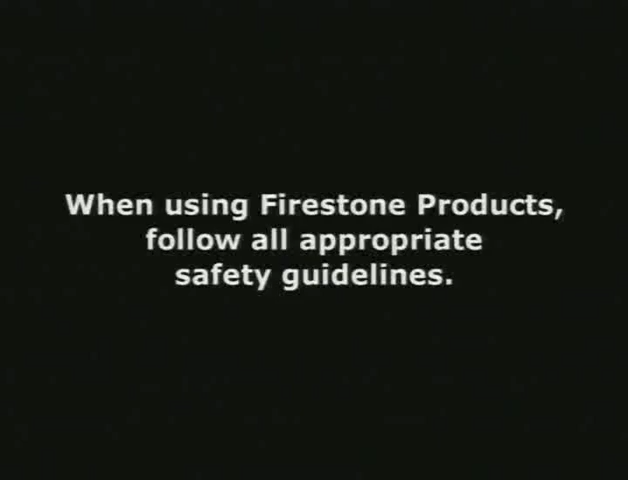 When using Firestone Products,
follow all appropriate
safety guidelines.